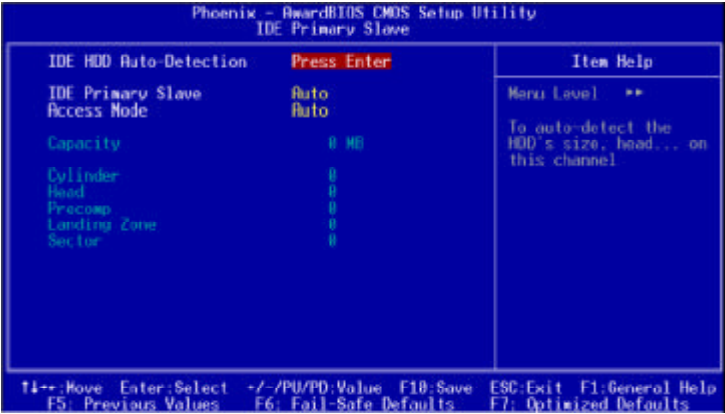 Phoenix - AwardBIOS CMOS Setup Utility
IDE Primary Slave
IDE HDD Auto-Detection Press Enter
IDE Primary Slave Auto
Access Mode Auto
Capacity 0 MB
Cylinder 0
Head 0
Precomp 0
Landing Zone 0
Sector 0
Item Help
Menu Level ►►
To auto-detect the
HDD's size, head... on
this channel
↑↓→←:Move Enter:Select +/-/PU/PD:Value F10:Save ESC:Exit F1:General Help
F5: Previous Values F6: Fail-Safe Defaults F7: Optimized Defaults